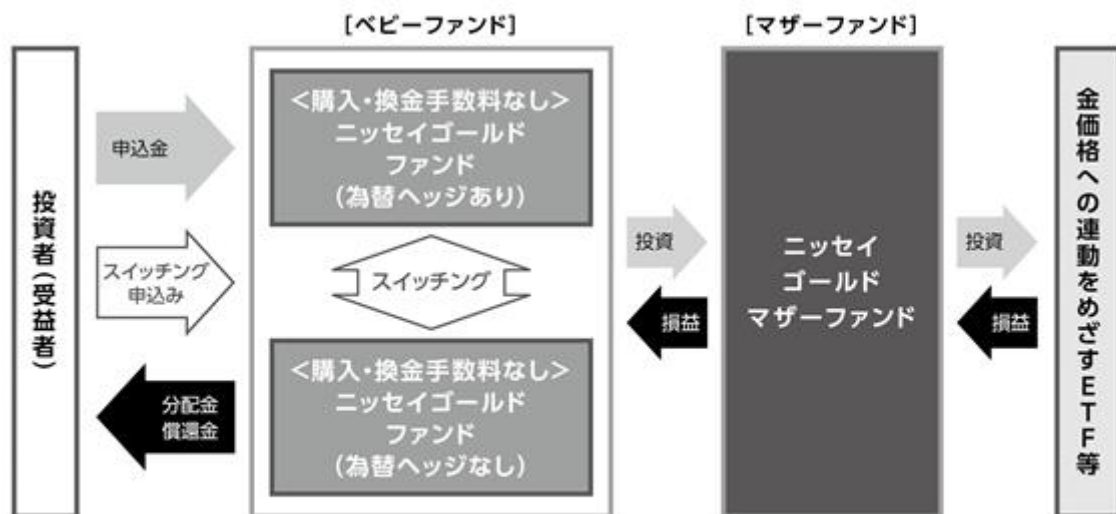 [ベビーファンド]
[マザーファンド]
投資者(受益者)
申込金
スイッチング
申込み
分配金
償還金
<購入・換金手数料なし>
ニッセイゴールド
ファンド
(為替ヘッジあり)
スイッチング
<購入・換金手数料なし>
ニッセイゴールド
ファンド
(為替ヘッジなし)
投資
損益
ニッセイ
ゴールド
マザーファンド
投資
損益
金価格への連動をめざすETF等